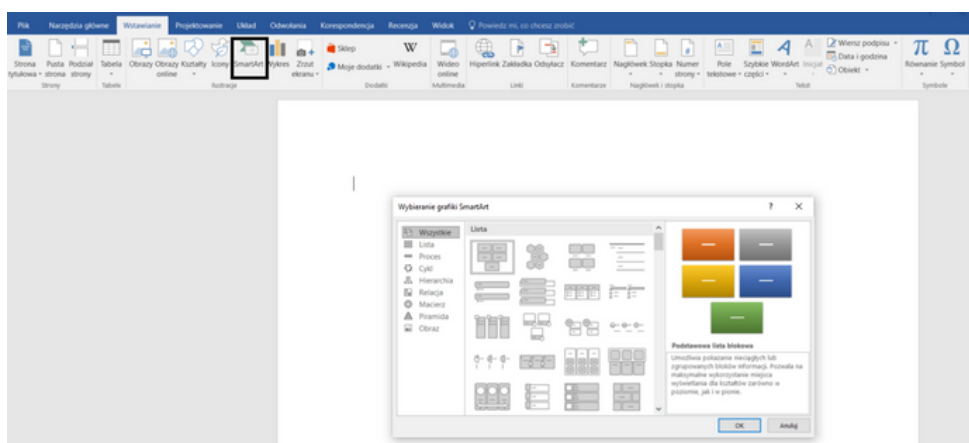 Plik Narzędzia główne Wstawianie Projektowanie Układ Odwołania Korespondencja Recenzja Widok Powiedz mi, co chcesz zrobić
Strona tytułowa
Pusta strona
Podział strony
Strony
Tabela
Tabele
Obrazy
Obrazy online
Kształty
Ikony
SmartArt
Wykres
Zrzut ekranu
Ilustracje
Sklep
Moje dodatki
Wikipedia
Dodatki
Wideo online
Multimedia
Hiperlink
Zakładka
Odsyłacz
Linki
Komentarz
Komentarze
Nagłówek
Stopka
Numer strony
Nagłówek i stopka
Pole tekstowe
Szybkie części
WordArt
Inicjał
Wiersz podpisu
Data i godzina
Obiekt
Tekst
Równanie
Symbol
Symbole
Wybieranie grafiki SmartArt
Wszystkie
Lista
Proces
Cykl
Hierarchia
Relacja
Macierz
Piramida
Obraz
Lista
Podstawowa lista blokowa
Umożliwia pokazanie nieciągłych lub
zgrupowanych bloków informacji. Pozwala na
maksymalne wykorzystanie miejsca
wyświetlania dla kształtów zarówno w
poziomie, jak i w pionie.
OK Anuluj